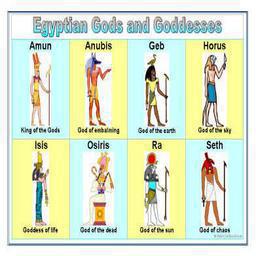 Egyptian Gods and Goddesses
Amun Anubis Geb Horus
King of the Gods God of embalming God of the earth God of the sky
Isis Osiris Ra Seth
Goddess of life God of the dead God of the sun God of chaos